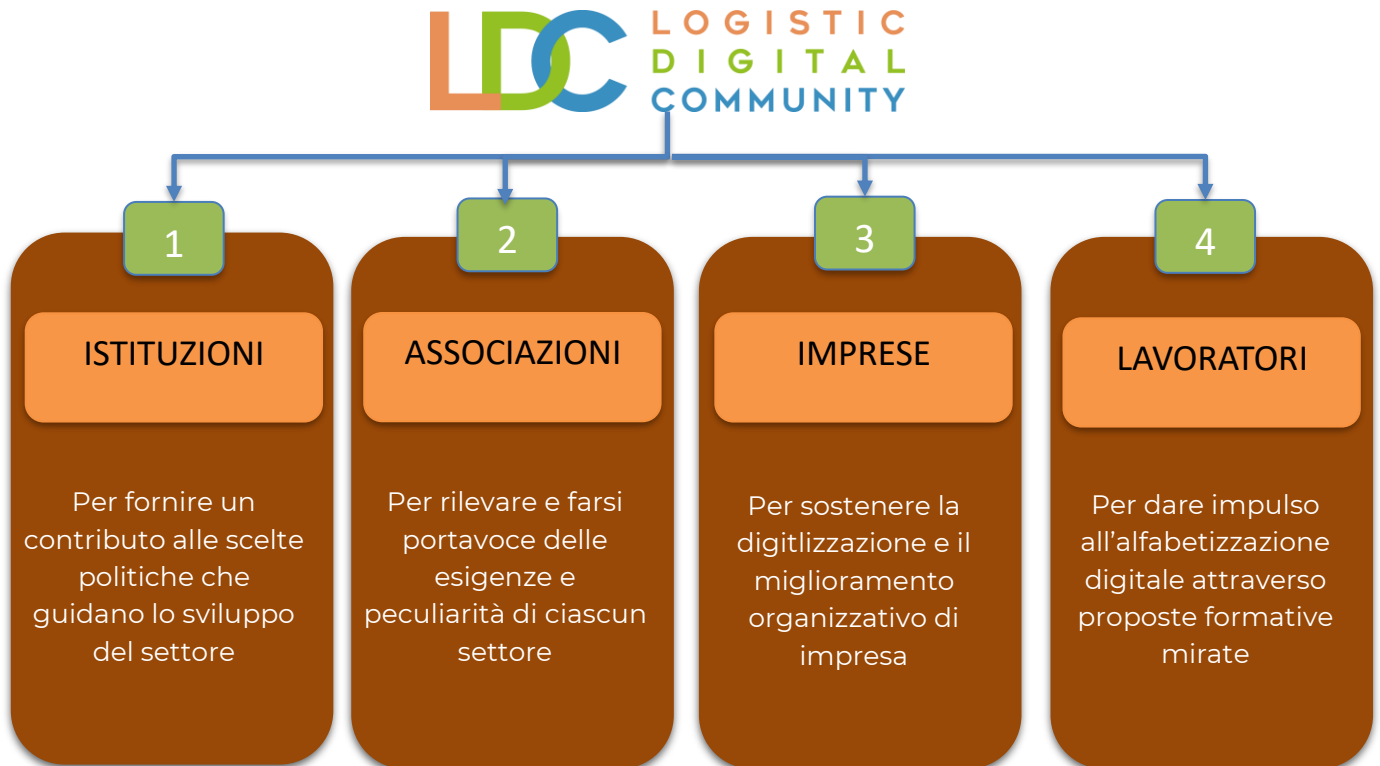 LDC
LOGISTIC
DIGITAL
COMMUNITY
1
ISTITUZIONI
Per fornire un
contributo alle scelte
politiche che
guidano lo sviluppo
del settore
2
ASSOCIAZIONI
Per rilevare e farsi
portavoce delle
esigenze e
peculiarità di ciascun
settore
3
IMPRESE
Per sostenere la
digitlizzazione e il
miglioramento
organizzativo di
impresa
4
LAVORATORI
Per dare impulso
all’alfabetizzazione
digitale attraverso
proposte formative
mirate